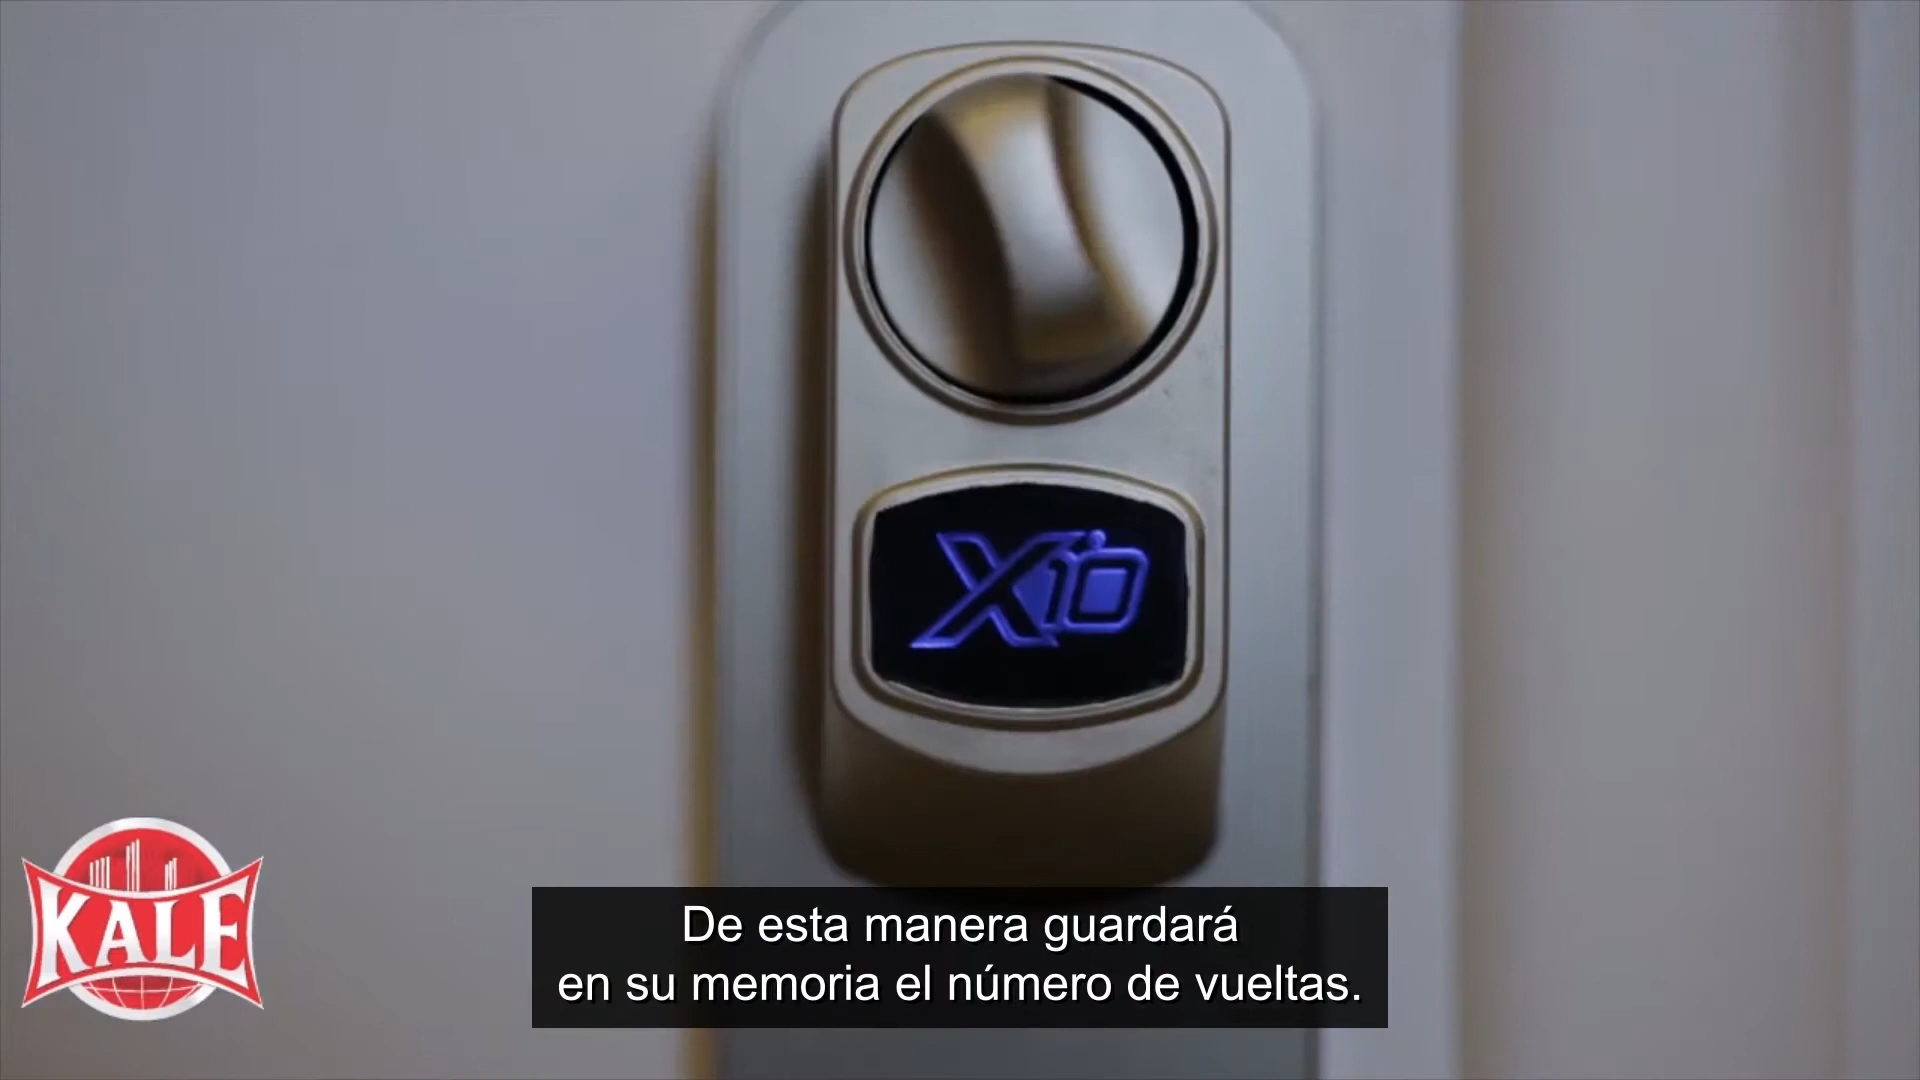 X10
KALE
De esta manera guardará
en su memoria el número de vueltas.